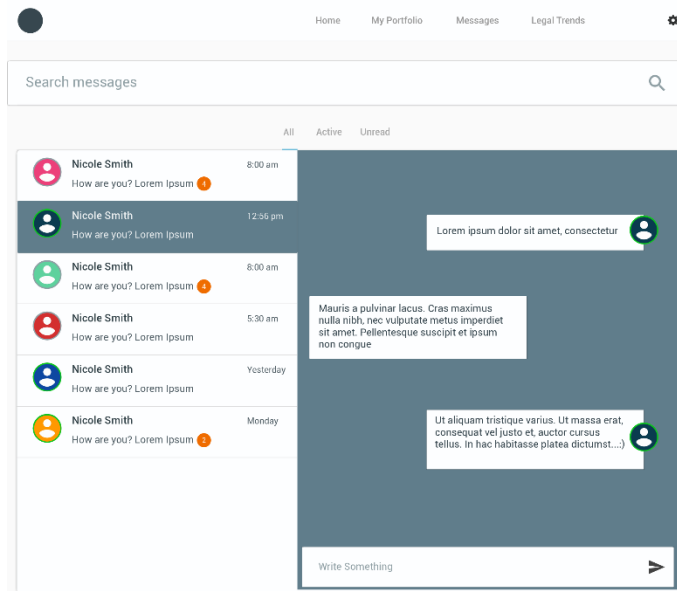 Home My Portfolio Messages Legal Trends
Search messages
All Active Unread
Nicole Smith 8:00 am
How are you? Lorem Ipsum 4
Nicole Smith 12:56 pm
How are you? Lorem Ipsum
Nicole Smith 8:00 am
How are you? Lorem Ipsum 4
Nicole Smith 5:30 am
How are you? Lorem Ipsum
Nicole Smith Yesterday
How are you? Lorem Ipsum
Nicole Smith Monday
How are you? Lorem Ipsum 2
Lorem ipsum dolor sit amet, consectetur
Mauris a pulvinar lacus. Cras maximus
nulla nibh, nec vulputate metus imperdiet
sit amet. Pellentesque suscipit et ipsum
non congue
Ut aliquam tristique varius. Ut massa erat,
consequat vel justo et, auctor cursus
tellus. In hac habitasse platea dictumst...:)
Write Something